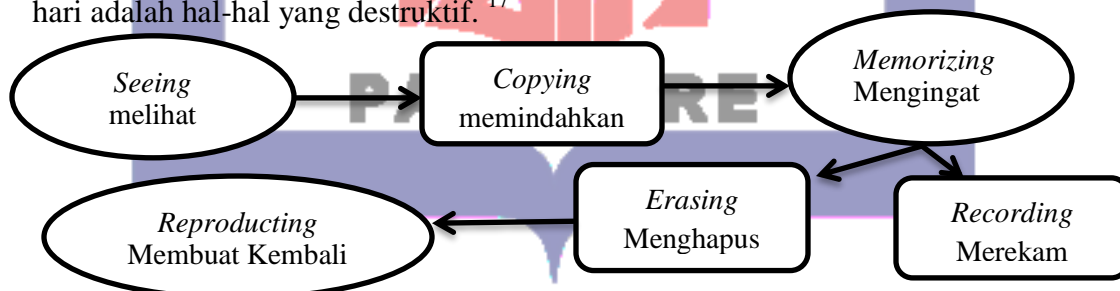 hari adalah hal-hal yang destruktif. 17
Seeing
melihat
Copying
memindahkan
Memorizing
Mengingat
Reproducting
Membuat Kembali
Erasing
Menghapus
Recording
Merekam